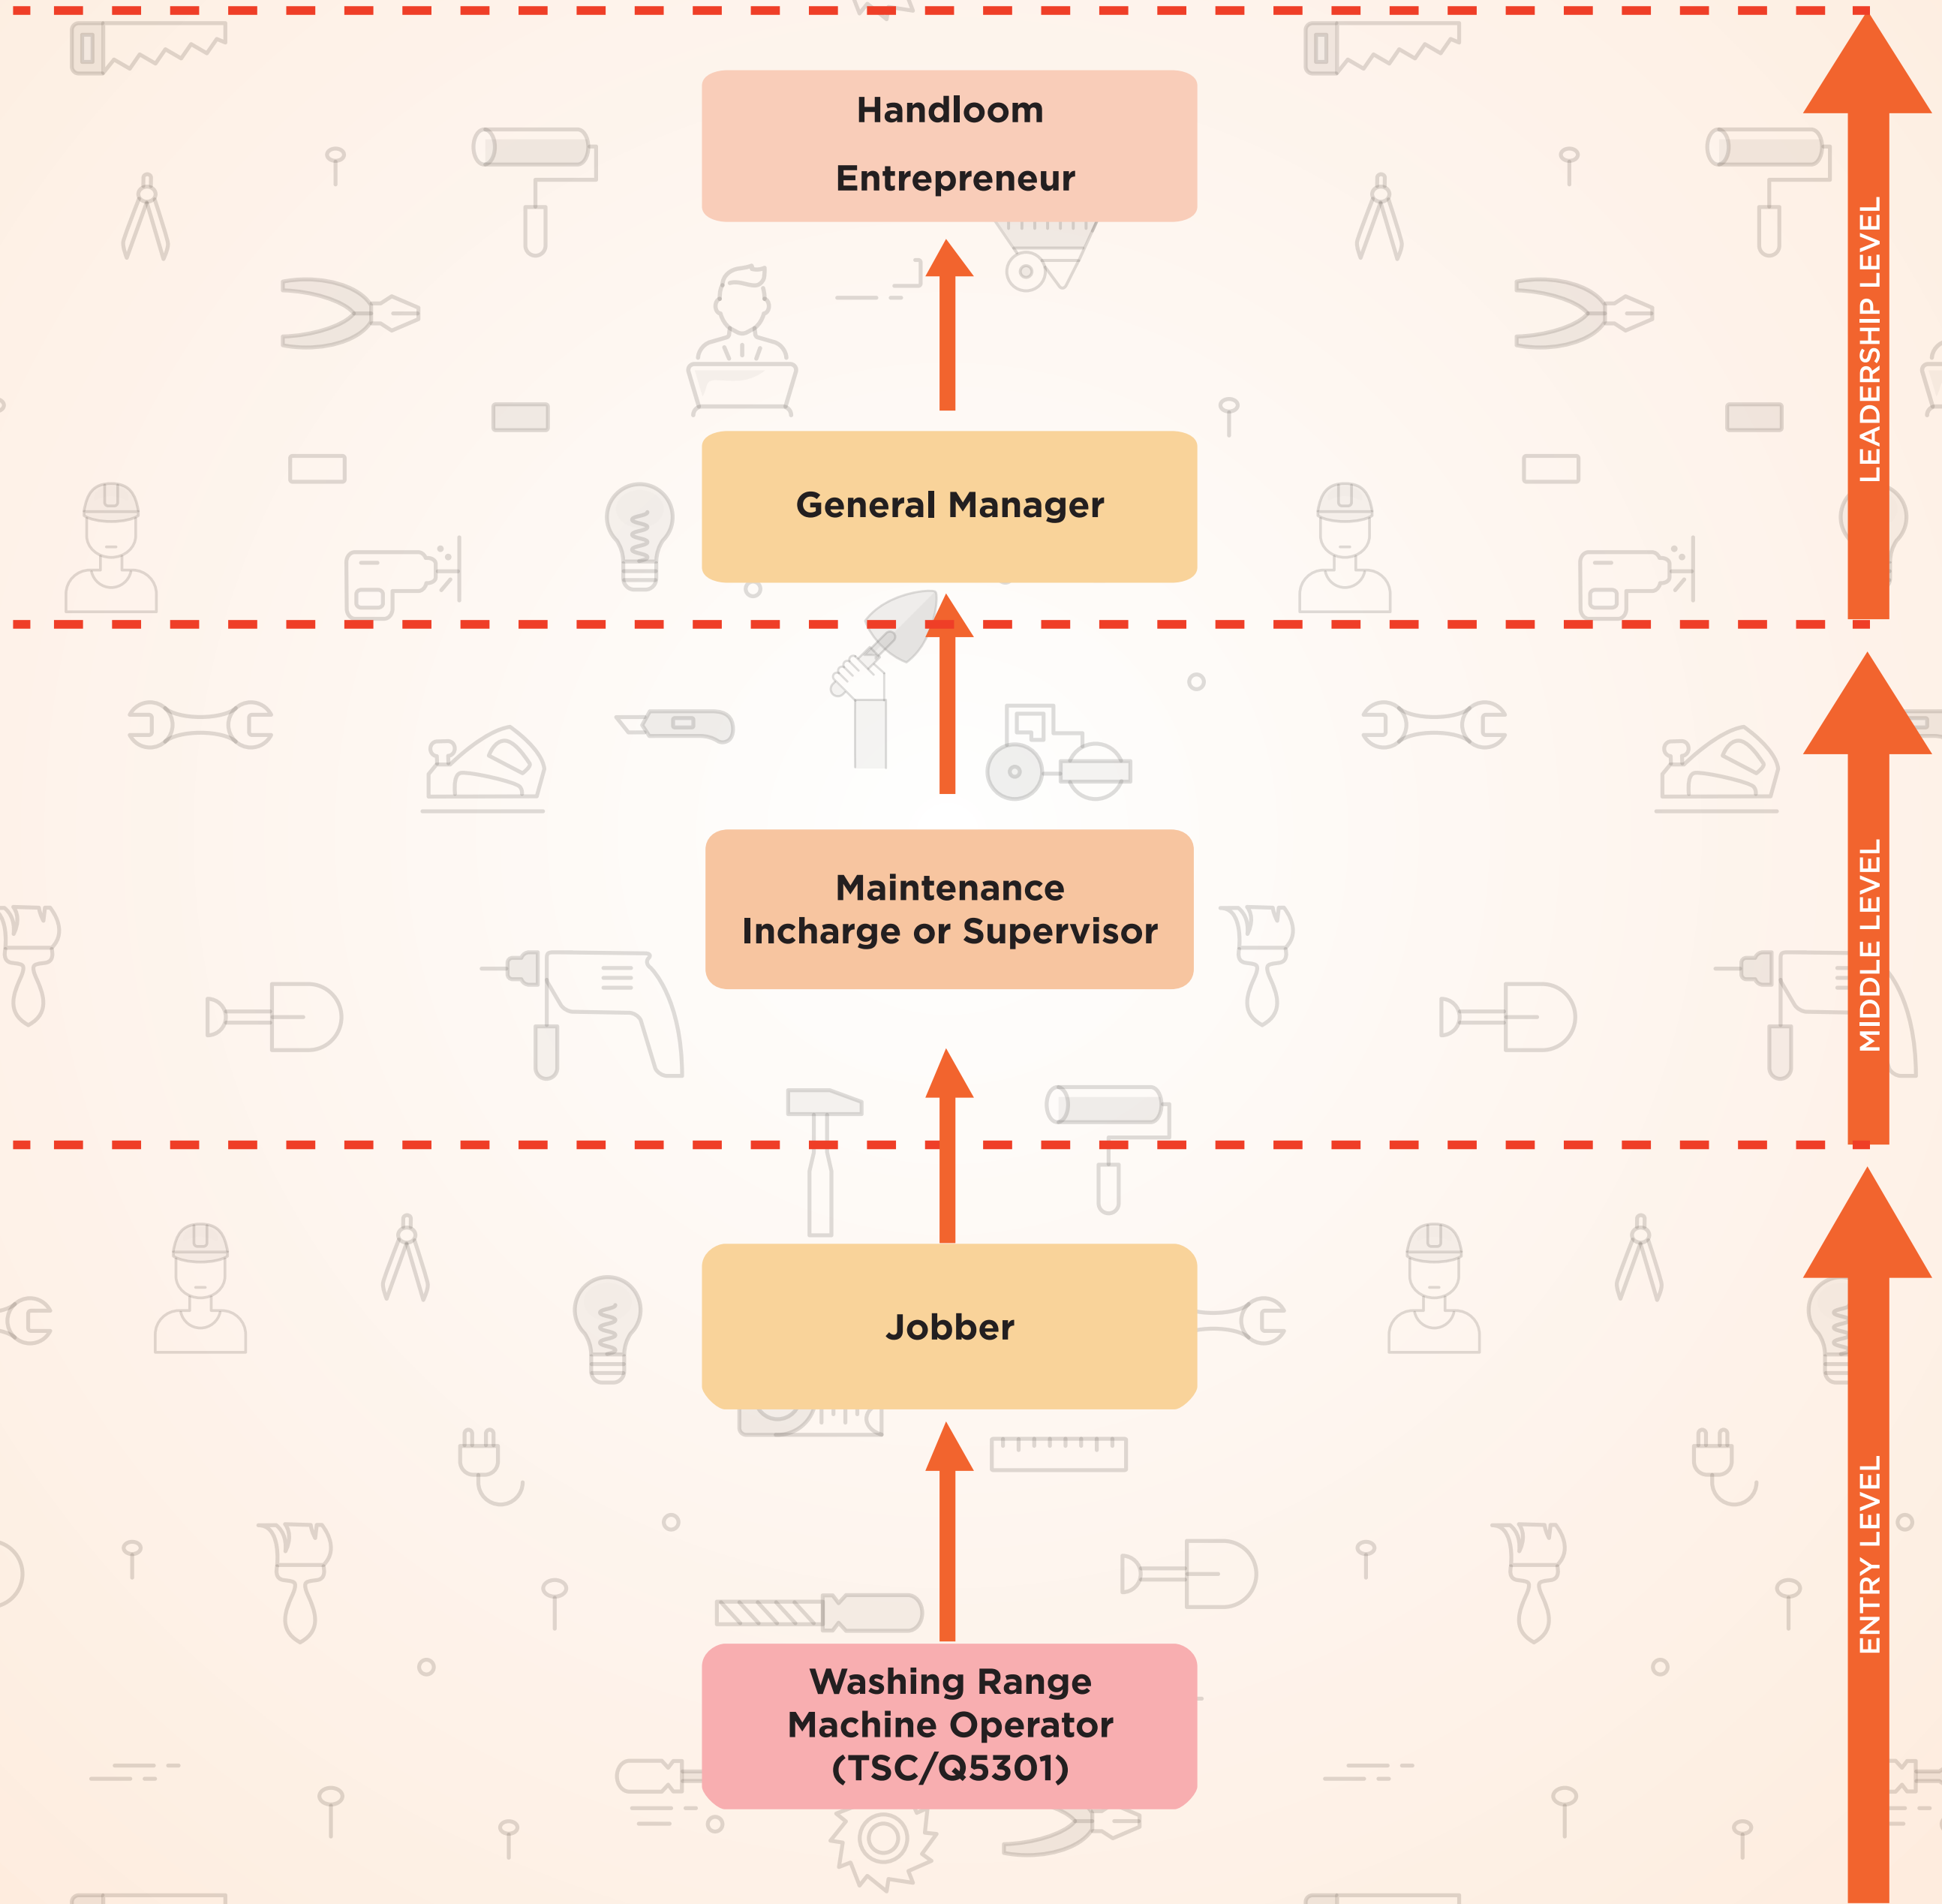 Handloom
Entrepreneur
LEADERSHIP LEVEL
General Manager
Maintenance
Incharge or Supervisor
MIDDLE LEVEL
Jobber
ENTRY LEVEL
Washing Range
Machine Operator
(TSC/Q5301)